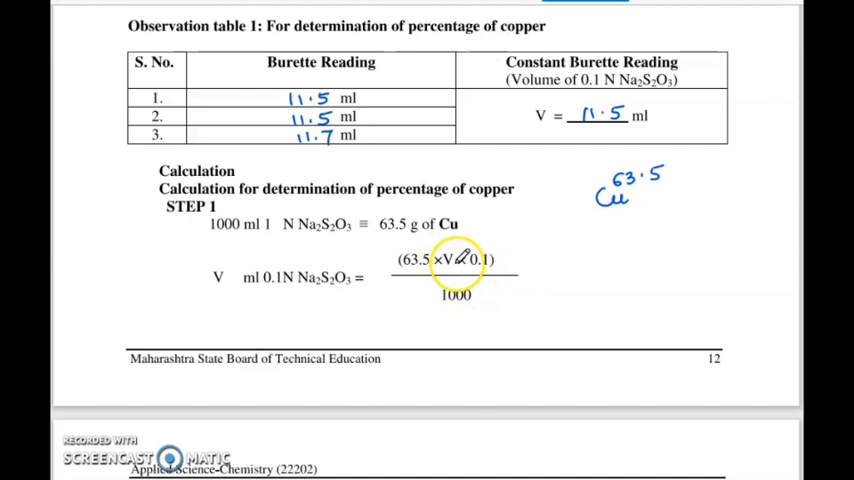 Observation table 1: For determination of percentage of copper
S. No. Burette Reading Constant Burette Reading
(Volume of 0.1 N Na₂S₂O₃)
1. 11.5 ml
2. 11.5 ml V = 11.5 ml
3. 11.7 ml
Calculation
Calculation for determination of percentage of copper
63.5
Cu
STEP 1
1000 ml 1 N Na₂S₂O₃ ≡ 63.5 g of Cu
(63.5 ×V 0.1)
V ml 0.1N Na₂S₂O₃ =
1000
Maharashtra State Board of Technical Education 12
RECORDED WITH
SCREENCAST MATIC
Applied Science-Chemistry (22202)